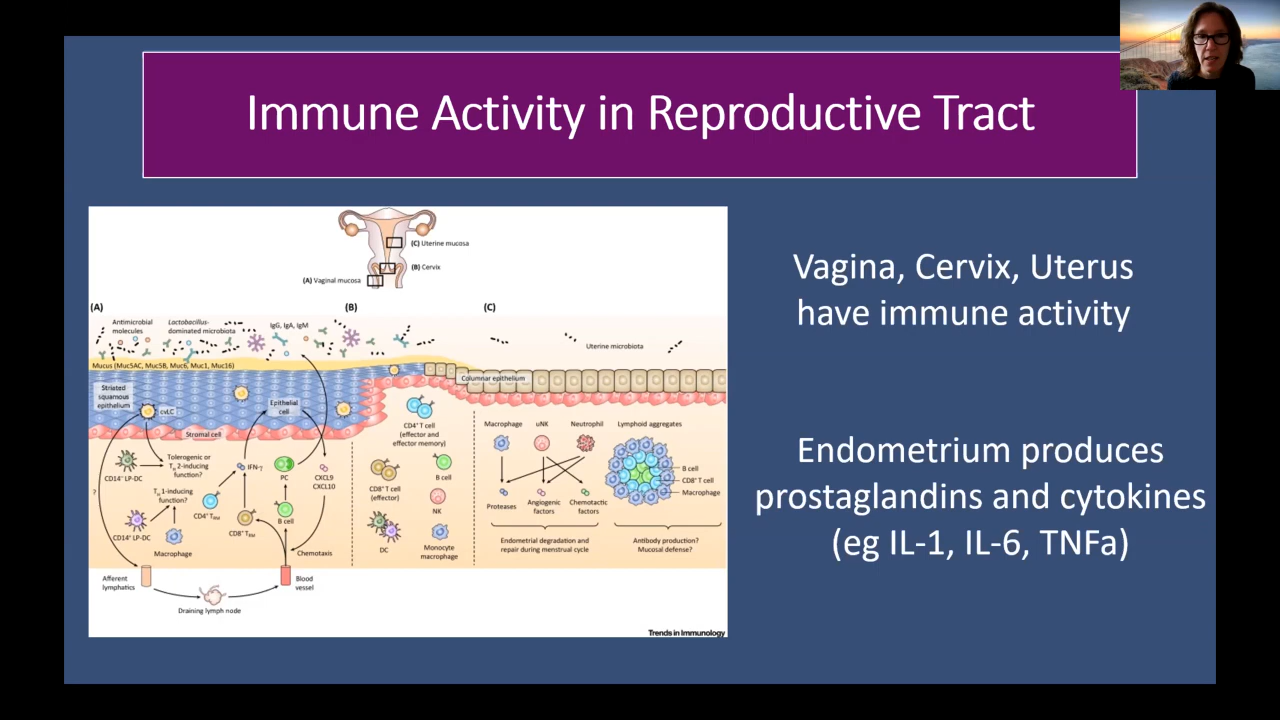 Immune Activity in Reproductive Tract
(C) Uterine mucosa
(B) Cervix
(A) Vaginal mucosa
(A)
(B)
(C)
Antimicrobial
molecules
Lactobacillus-
dominated microbiota
IgG, IgA, IgM
Uterine microbiota
Mucus (Muc5AC, Muc5B, Muc6, Muc1, Muc16)
Columnar epithelium
Striated
squamous
epithelium
cvLC
Epithelial
cell
Stromal cell
CD14⁺ LP-DC
Tolerogenic or
TH2-inducing
function?
IFN-γ
PC
CXCL9
CXCL10
?
TH1-inducing
function?
CD14⁺ LP-DC
CD4⁺ TRM
CD8⁺ TRM
B cell
Macrophage
Chemotaxis
Afferent
lymphatics
Blood
vessel
Draining lymph node
CD4⁺ T cell
(effector and
effector memory)
CD8⁺ T cell
(effector)
B cell
NK
DC
Monocyte
macrophage
Macrophage
uNK
Neutrophil
Lymphoid aggregates
B cell
CD8⁺ T cell
Macrophage
Proteases
Angiogenic
factors
Chemotactic
factors
Endometrial degradation and
repair during menstrual cycle
Antibody production?
Mucosal defense?
Trends in Immunology
Vagina, Cervix, Uterus
have immune activity
Endometrium produces
prostaglandins and cytokines
(eg IL-1, IL-6, TNFa)